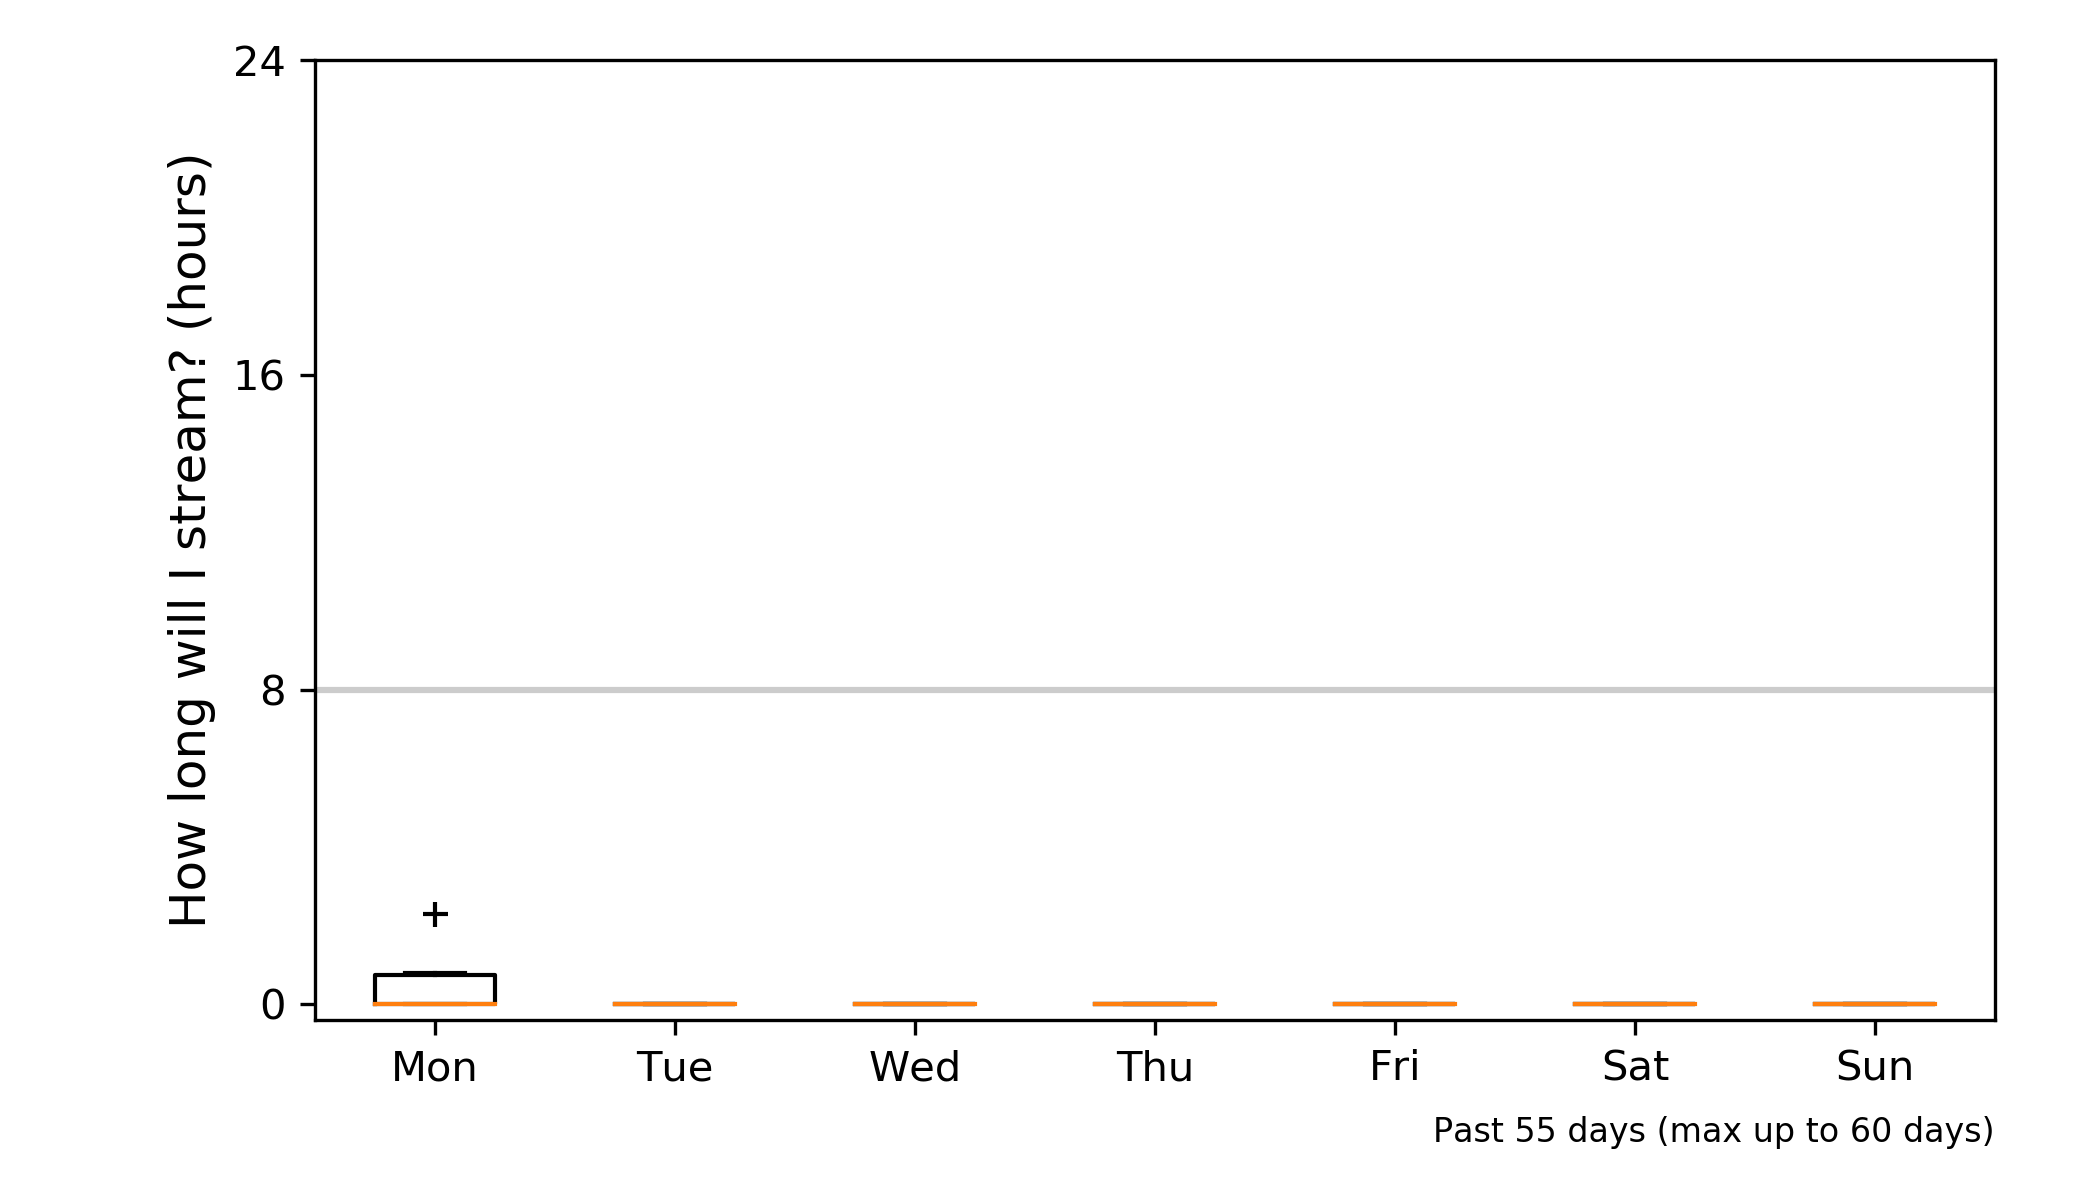 How long will I stream? (hours)
24
16
8
0
Mon Tue Wed Thu Fri Sat Sun
Past 55 days (max up to 60 days)